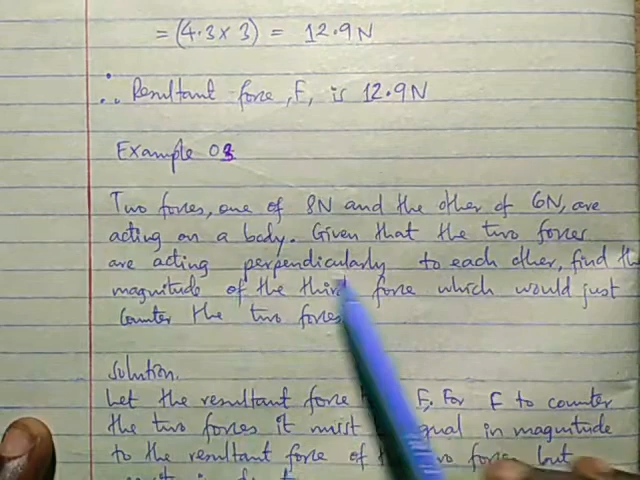 = (4.3 x 3) = 12.9N
∴ Resultant force, F, is 12.9N
Example 03
Two forces, one of 8N and the other of 6N, are
acting on a body. Given that the two forces
are acting perpendicularly to each other, find the
magnitude of the third force which would just
counter the two forces.
Solution.
Let the resultant force F, For F to counter
the two forces it must equal in magnitude
to the resultant force of two forces but